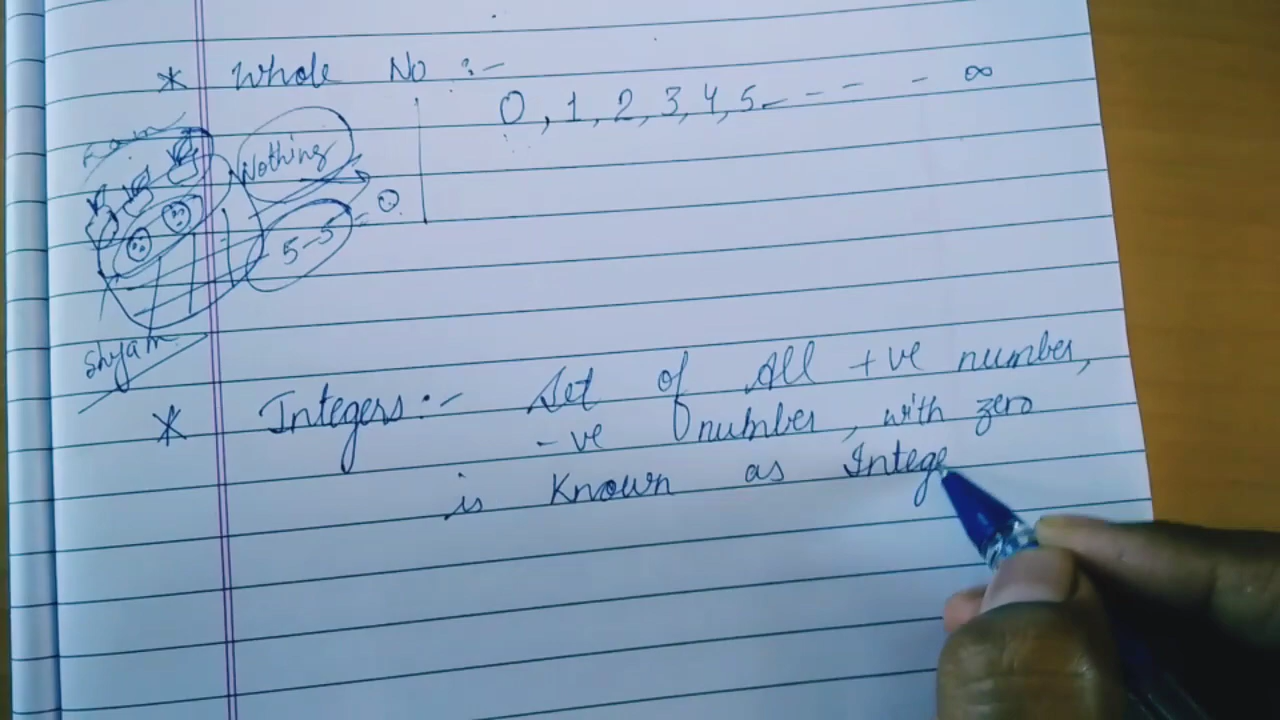 * Whole No :-
0, 1, 2, 3, 4, 5 - - - - ∞
Nothing
5-5 = 0
Shyam
* Integers :- Set of All +ve number,
-ve number, with zero
is Known as Intege